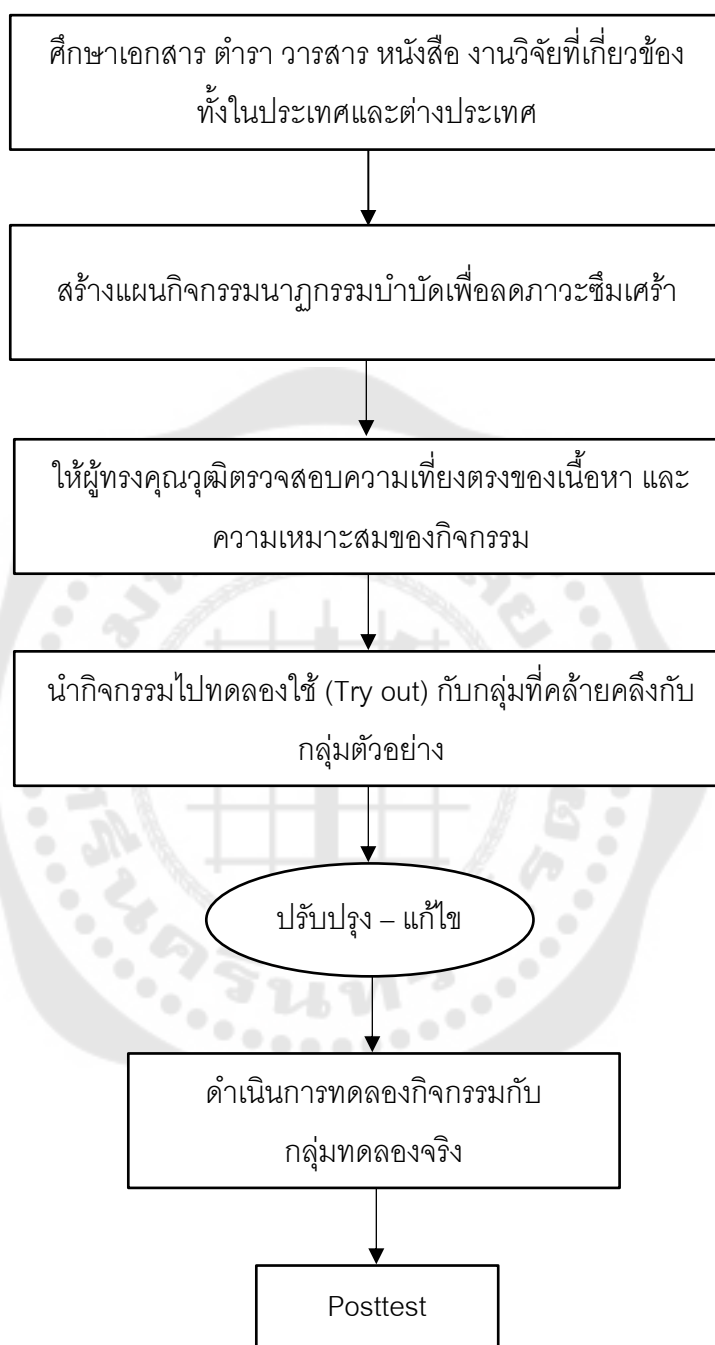 ศึกษาเอกสาร ตำรา วารสาร หนังสือ งานวิจัยที่เกี่ยวข้อง
ทั้งในประเทศและต่างประเทศ
สร้างแผนกิจกรรมนาฏกรรมบำบัดเพื่อลดภาวะซึมเศร้า
ให้ผู้ทรงคุณวุฒิตรวจสอบความเที่ยงตรงของเนื้อหา และ
ความเหมาะสมของกิจกรรม
นำกิจกรรมไปทดลองใช้ (Try out) กับกลุ่มที่คล้ายคลึงกับ
กลุ่มตัวอย่าง
ปรับปรุง – แก้ไข
ดำเนินการทดลองกิจกรรมกับ
กลุ่มทดลองจริง
Posttest